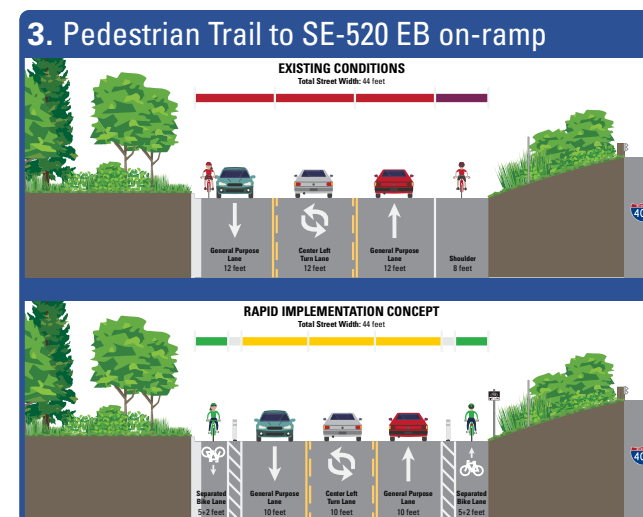 3. Pedestrian Trail to SE-520 EB on-ramp
EXISTING CONDITIONS
Total Street Width: 44 feet
General Purpose
Lane
12 feet
Center Left
Turn Lane
12 feet
General Purpose
Lane
12 feet
Shoulder
8 feet
40
RAPID IMPLEMENTATION CONCEPT
Total Street Width: 44 feet
Separated
Bike Lane
5+2 feet
General Purpose
Lane
10 feet
Center Left
Turn Lane
10 feet
General Purpose
Lane
10 feet
Separated
Bike Lane
5+2 feet
40